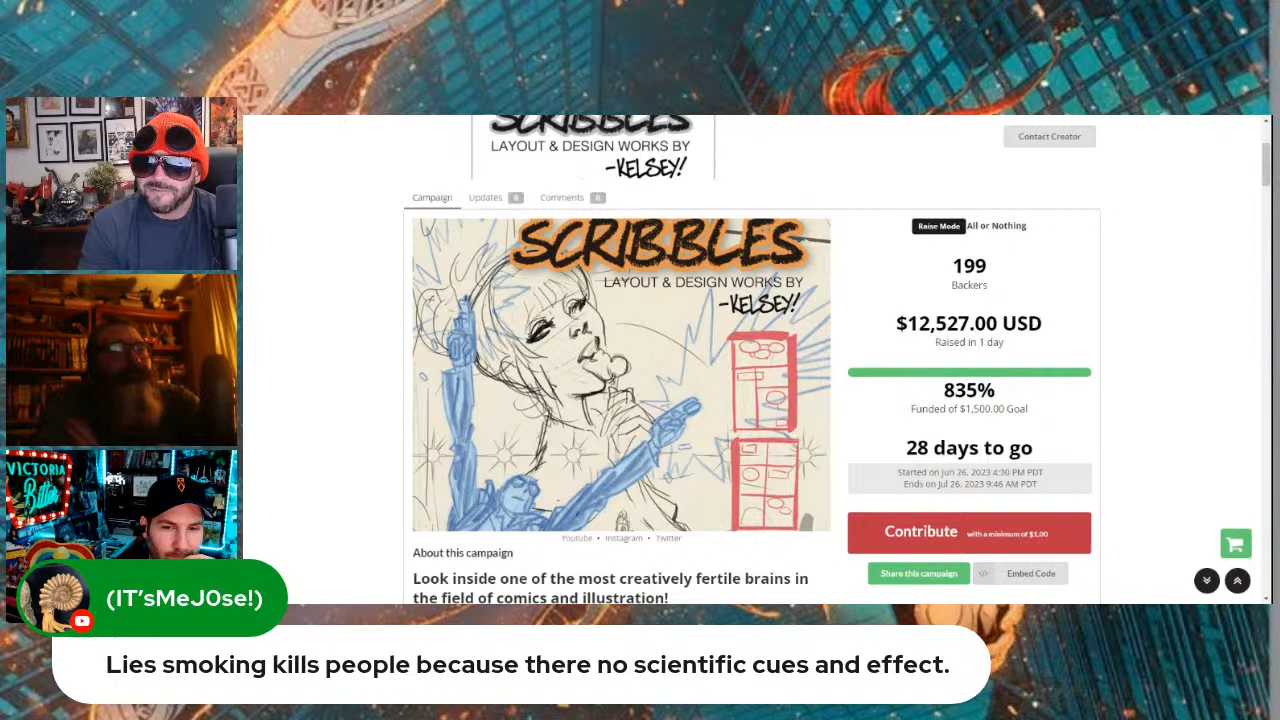 SCRIBBLES
LAYOUT & DESIGN WORKS BY
-KELSEY!
Contact Creator
Campaign Updates 0 Comments 0
SCRIBBLES
LAYOUT & DESIGN WORKS BY
-KELSEY!
Raise Mode All or Nothing
199
Backers
$12,527.00 USD
Raised in 1 day
835%
Funded of $1,500.00 Goal
28 days to go
Started on Jun 26, 2023 4:30 PM PDT
Ends on Jul 26, 2023 9:46 AM PDT
Contribute with a minimum of $1.00
Share this campaign </> Embed Code
Youtube • Instagram • Twitter
About this campaign
Look inside one of the most creatively fertile brains in
the field of comics and illustration!
VICTORIA
Bitter
(IT’sMeJ0se!)
Lies smoking kills people because there no scientific cues and effect.